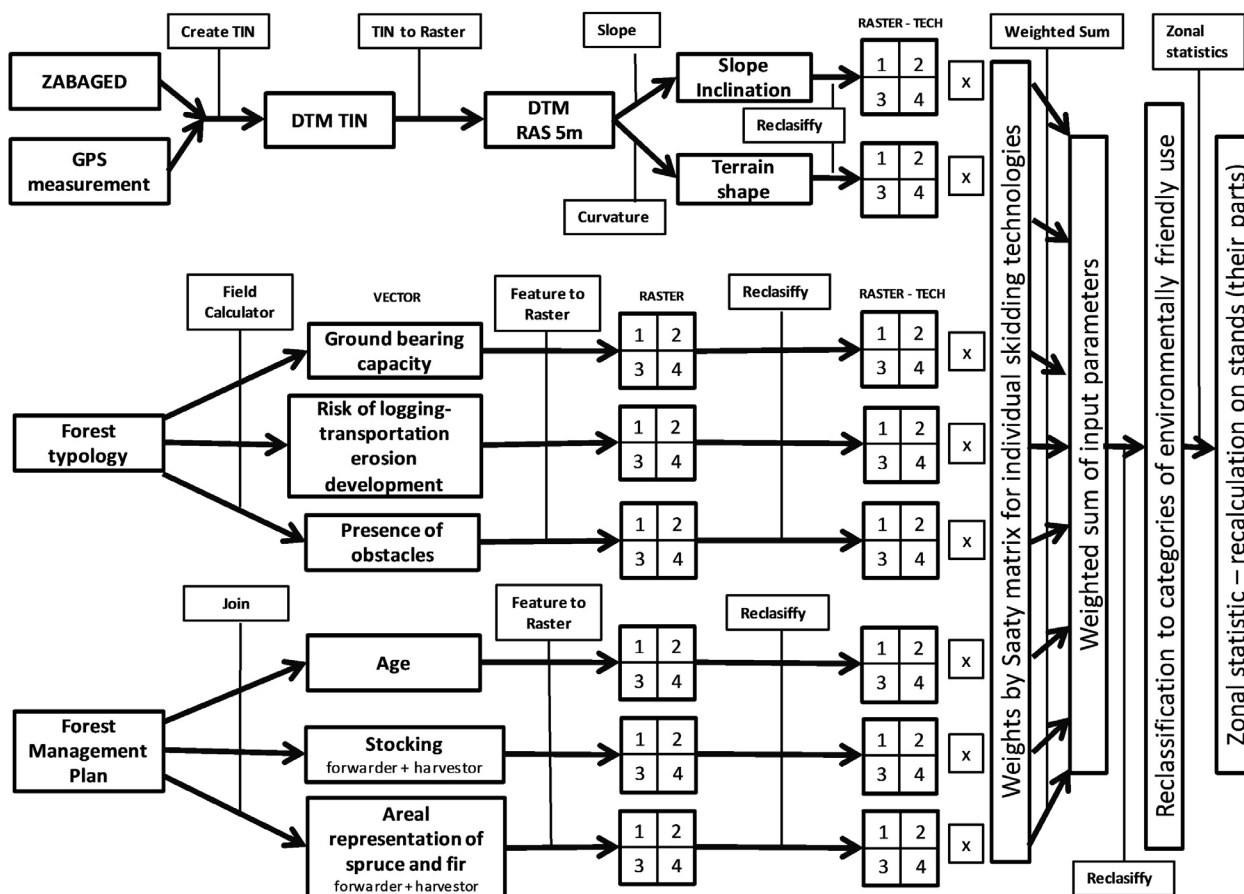 Create TIN
TIN to Raster
Slope
RASTER - TECH
Weighted Sum
Zonal
statistics
ZABAGED
GPS
measurement
DTM TIN
DTM
RAS 5m
Slope
Inclination
Terrain
shape
Curvature
Reclasiffy
1 2
3 4
x
1 2
3 4
x
Field
Calculator
VECTOR
Feature to
Raster
RASTER
Reclasiffy
RASTER - TECH
Forest
typology
Ground bearing
capacity
1 2
3 4
1 2
3 4
x
Risk of logging-
transportation
erosion
development
1 2
3 4
1 2
3 4
x
Presence of
obstacles
1 2
3 4
1 2
3 4
x
Join
Feature to
Raster
Reclasiffy
Forest
Management
Plan
Age
1 2
3 4
1 2
3 4
x
Stocking
forwarder + harvestor
1 2
3 4
1 2
3 4
x
Areal
representation of
spruce and fir
forwarder + harvestor
1 2
3 4
1 2
3 4
x
Weights by Saaty matrix for individual skidding technologies
Weighted sum of input parameters
Reclassification to categories of environmentally friendly use
Zonal statistic – recalculation on stands (their parts)
Reclasiffy